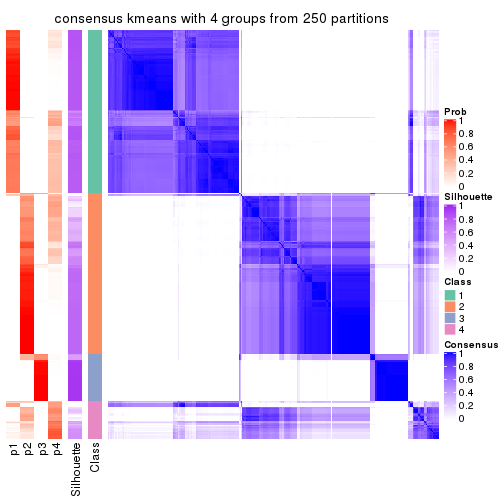 consensus kmeans with 4 groups from 250 partitions
Prob
1
0.8
0.6
0.4
0.2
0
Silhouette
1
0.8
0.6
0.4
0.2
0
Class
1
2
3
4
Consensus
1
0.8
0.6
0.4
0.2
0
p1
p2
p3
p4
Silhouette
Class